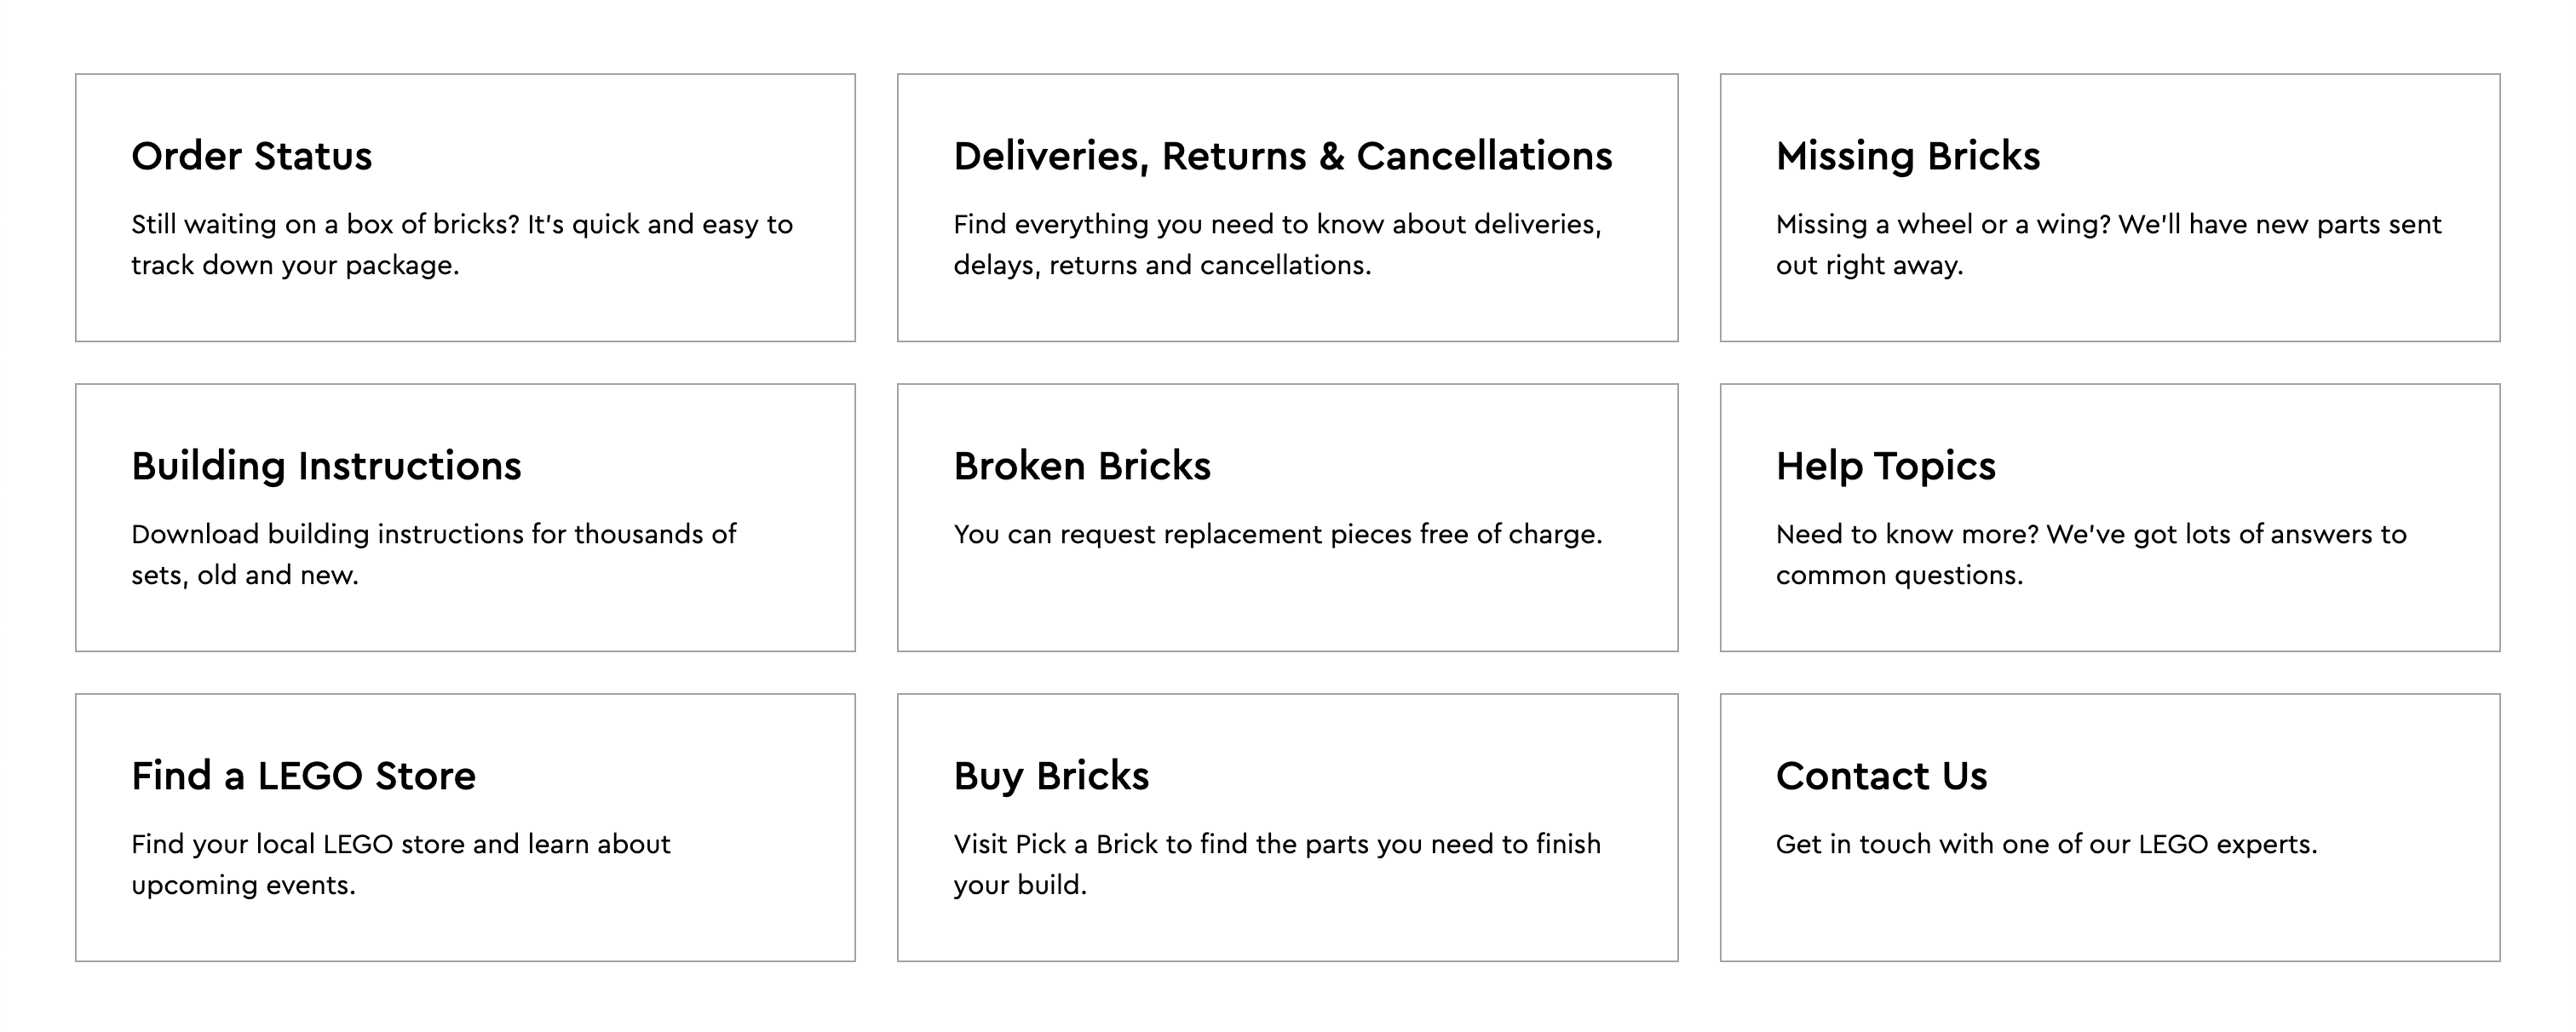 Order Status
Still waiting on a box of bricks? It's quick and easy to
track down your package.
Deliveries, Returns & Cancellations
Find everything you need to know about deliveries,
delays, returns and cancellations.
Missing Bricks
Missing a wheel or a wing? We'll have new parts sent
out right away.
Building Instructions
Download building instructions for thousands of
sets, old and new.
Broken Bricks
You can request replacement pieces free of charge.
Help Topics
Need to know more? We've got lots of answers to
common questions.
Find a LEGO Store
Find your local LEGO store and learn about
upcoming events.
Buy Bricks
Visit Pick a Brick to find the parts you need to finish
your build.
Contact Us
Get in touch with one of our LEGO experts.